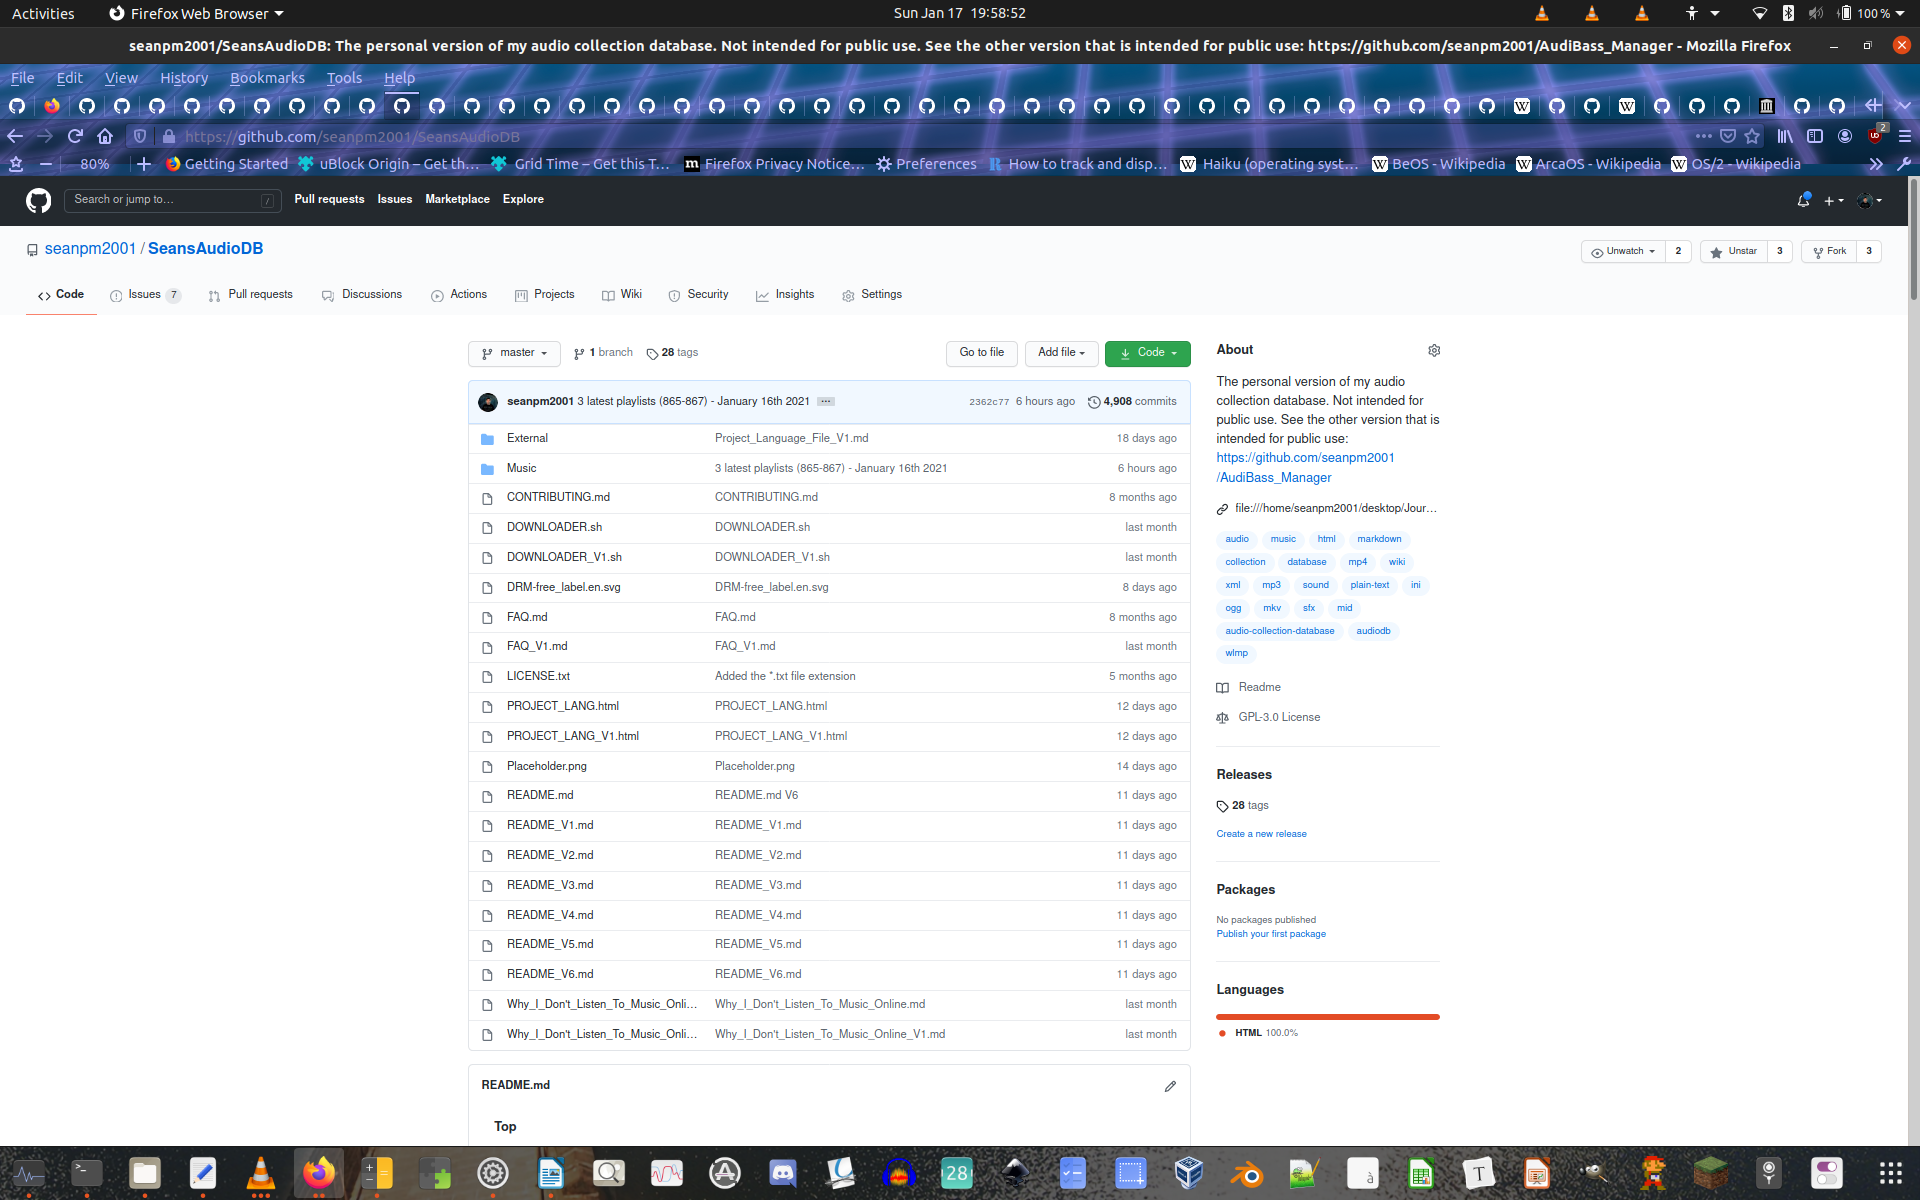 Activities
Firefox Web Browser
Sun Jan 17 19:58:52
100 %
seanpm2001/SeansAudioDB: The personal version of my audio collection database. Not intended for public use. See the other version that is intended for public use: https://github.com/seanpm2001/AudiBass_Manager - Mozilla Firefox
File Edit View History Bookmarks Tools Help
https://github.com/seanpm2001/SeansAudioDB
2
80%
Getting Started
uBlock Origin – Get th…
Grid Time – Get this T…
Firefox Privacy Notice…
Preferences
How to track and disp…
Haiku (operating syst…
BeOS - Wikipedia
ArcaOS - Wikipedia
OS/2 - Wikipedia
Search or jump to…
/
Pull requests Issues Marketplace Explore
seanpm2001 / SeansAudioDB
Unwatch 2
Unstar 3
Fork 3
Code
Issues 7
Pull requests
Discussions
Actions
Projects
Wiki
Security
Insights
Settings
master
1 branch
28 tags
Go to file
Add file
Code
seanpm2001 3 latest playlists (865-867) - January 16th 2021 ...
2362c77 6 hours ago
4,908 commits
External Project_Language_File_V1.md 18 days ago
Music 3 latest playlists (865-867) - January 16th 2021 6 hours ago
CONTRIBUTING.md CONTRIBUTING.md 8 months ago
DOWNLOADER.sh DOWNLOADER.sh last month
DOWNLOADER_V1.sh DOWNLOADER_V1.sh last month
DRM-free_label.en.svg DRM-free_label.en.svg 8 days ago
FAQ.md FAQ.md 8 months ago
FAQ_V1.md FAQ_V1.md last month
LICENSE.txt Added the *.txt file extension 5 months ago
PROJECT_LANG.html PROJECT_LANG.html 12 days ago
PROJECT_LANG_V1.html PROJECT_LANG_V1.html 12 days ago
Placeholder.png Placeholder.png 14 days ago
README.md README.md V6 11 days ago
README_V1.md README_V1.md 11 days ago
README_V2.md README_V2.md 11 days ago
README_V3.md README_V3.md 11 days ago
README_V4.md README_V4.md 11 days ago
README_V5.md README_V5.md 11 days ago
README_V6.md README_V6.md 11 days ago
Why_I_Don't_Listen_To_Music_Onli… Why_I_Don't_Listen_To_Music_Online.md last month
Why_I_Don't_Listen_To_Music_Onli… Why_I_Don't_Listen_To_Music_Online_V1.md last month
README.md
Top
About
The personal version of my audio
collection database. Not intended for
public use. See the other version that is
intended for public use:
https://github.com/seanpm2001
/AudiBass_Manager
file:///home/seanpm2001/desktop/Jour…
audio music html markdown
collection database mp4 wiki
xml mp3 sound plain-text ini
ogg mkv sfx mid
audio-collection-database audiodb
wlmp
Readme
GPL-3.0 License
Releases
28 tags
Create a new release
Packages
No packages published
Publish your first package
Languages
HTML 100.0%
28